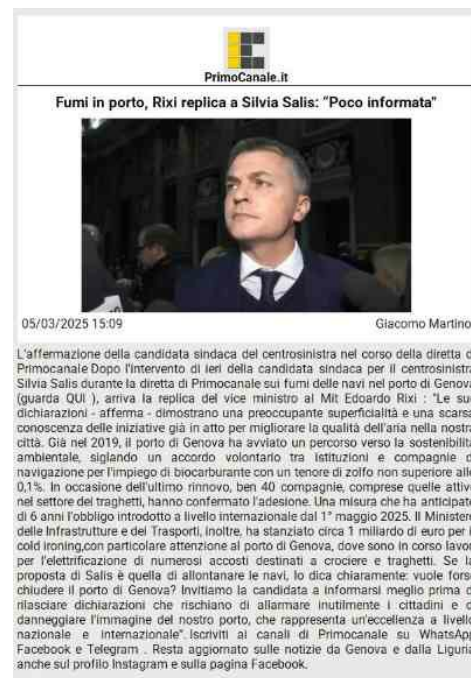 PrimoCanale.it
Fumi in porto, Rixi replica a Silvia Salis: "Poco informata"
05/03/2025 15:09
Giacomo Martino
L'affermazione della candidata sindaca del centrosinistra nel corso della diretta
Primocanale Dopo l'intervento di ieri della candidata sindaca per il centrosinistra
Silvia Salis durante la diretta di Primocanale sui fumi delle navi nel porto di Genova
(guarda QUI ), arriva la replica del vice ministro al Mit Edoardo Rixi : "Le
dichiarazioni - afferma - dimostrano una preoccupante superficialità e una scarsa
conoscenza delle iniziative già in atto per migliorare la qualità dell'aria nella nostra
città. Già nel 2019, il porto di Genova ha avviato un percorso verso la sostenibilità
ambientale, siglando un accordo volontario tra istituzioni e compagnie
navigazione per l'impiego di biocarburante con un tenore di zolfo non superiore
0,1%. In occasione dell'ultimo rinnovo, ben 40 compagnie, comprese quelle attive
nel settore dei traghetti, hanno confermato l'adesione. Una misura che ha anticipato
di 6 anni l'obbligo introdotto a livello internazionale dal 1° maggio 2025. Il Ministero
delle Infrastrutture e dei Trasporti, inoltre, ha stanziato circa 1 miliardo di euro per
cold ironing,con particolare attenzione al porto di Genova, dove sono in corso lavori
per l'elettrificazione di numerosi accosti destinati a crociere e traghetti. Se la
proposta di Salis è quella di allontanare le navi, lo dica chiaramente: vuole forse
chiudere il porto di Genova? Invitiamo la candidata a informarsi meglio prima
rilasciare dichiarazioni che rischiano di allarmare inutilmente i cittadini e
danneggiare l'immagine del nostro porto, che rappresenta un'eccellenza a livello
nazionale e internazionale". Iscriviti ai canali di Primocanale su WhatsApp
Facebook e Telegram . Resta aggiornato sulle notizie da Genova e dalla Liguria
anche sul profilo Instagram e sulla pagina Facebook.